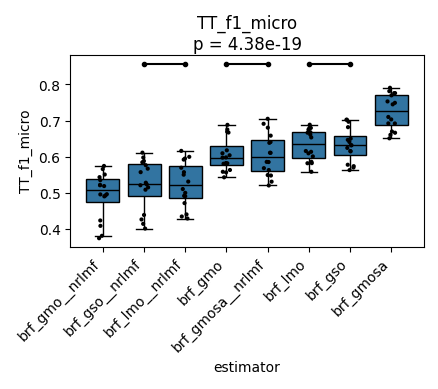 TT_f1_micro
p = 4.38e-19
TT_f1_micro
0.8
0.7
0.6
0.5
0.4
brf_gmo__nrlmf
brf_gso__nrlmf
brf_lmo__nrlmf
brf_gmo
brf_gmosa__nrlmf
brf_lmo
brf_gso
brf_gmosa
estimator